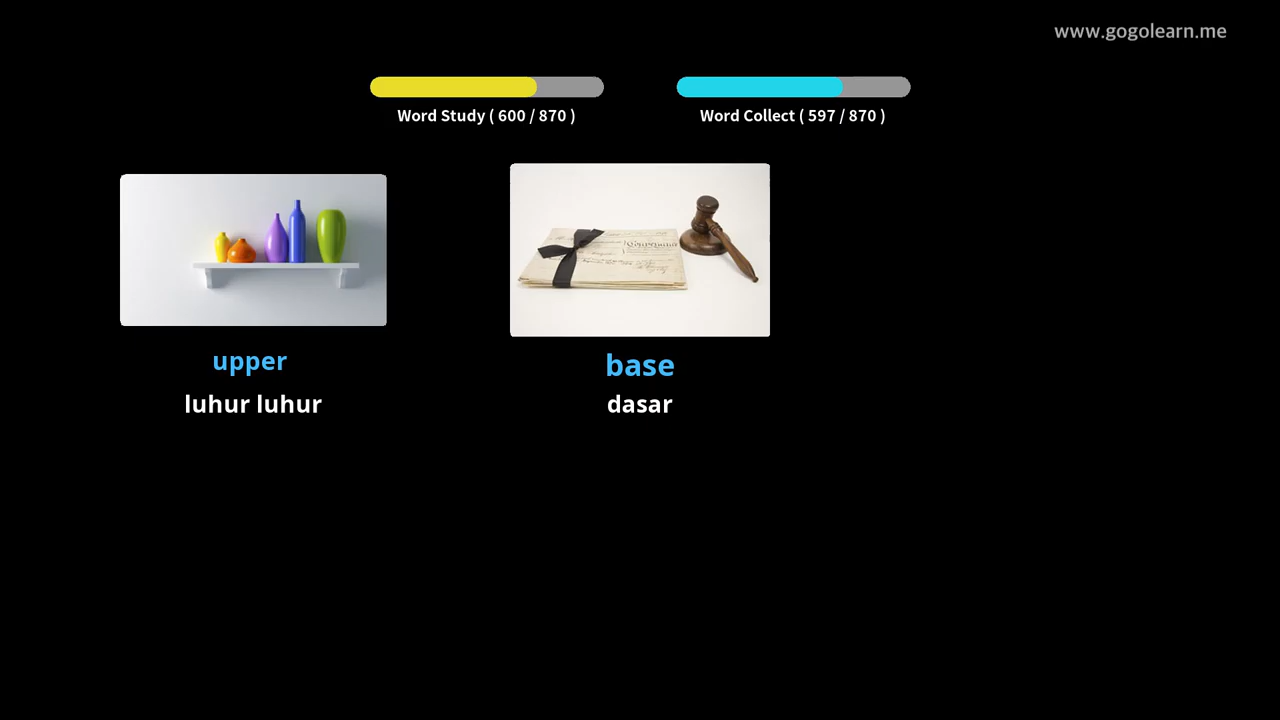 www.gogolearn.me
Word Study ( 600 / 870 )
Word Collect ( 597 / 870 )
upper
luhur luhur
base
dasar